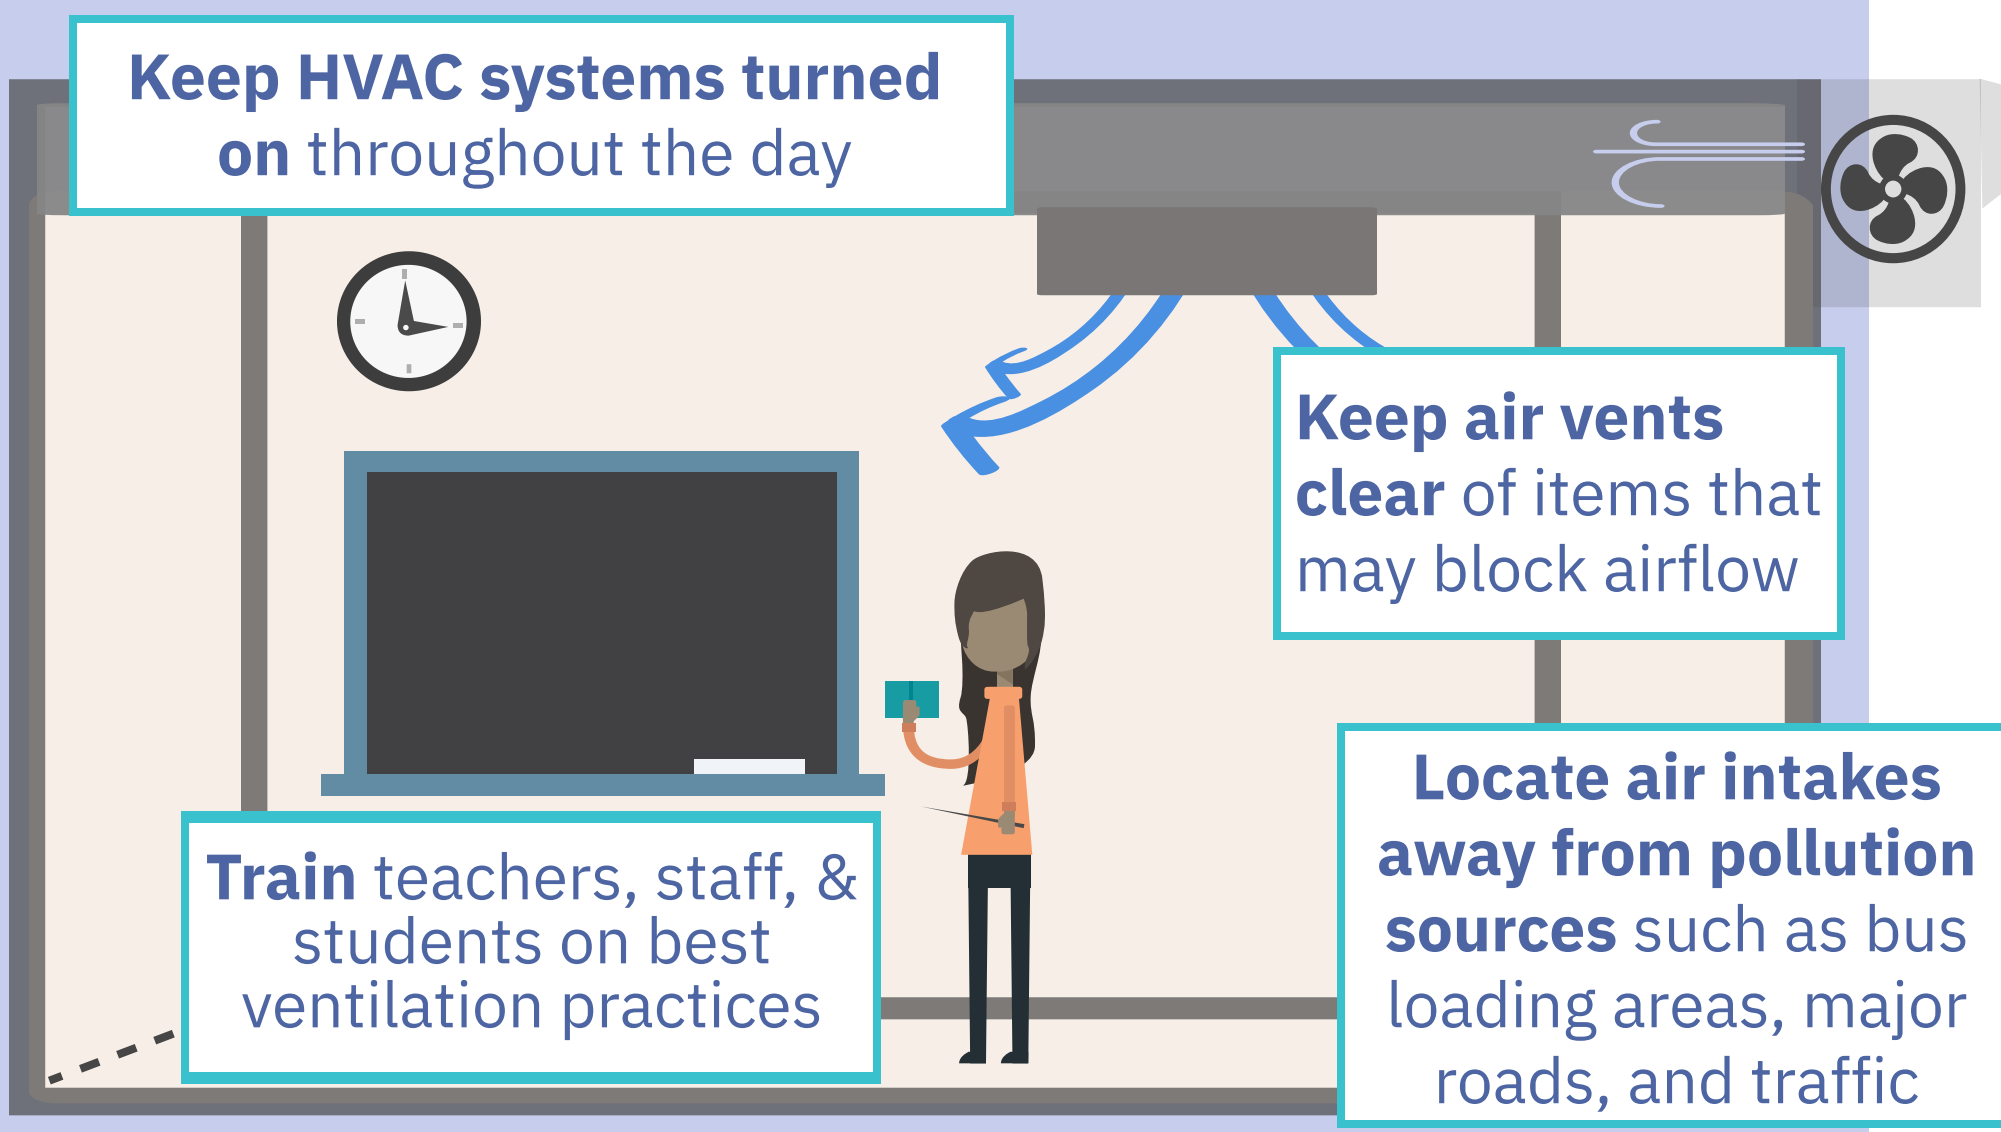 Keep HVAC systems turned
on throughout the day
Keep air vents
clear of items that
may block airflow
Train teachers, staff, &
students on best
ventilation practices
Locate air intakes
away from pollution
sources such as bus
loading areas, major
roads, and traffic